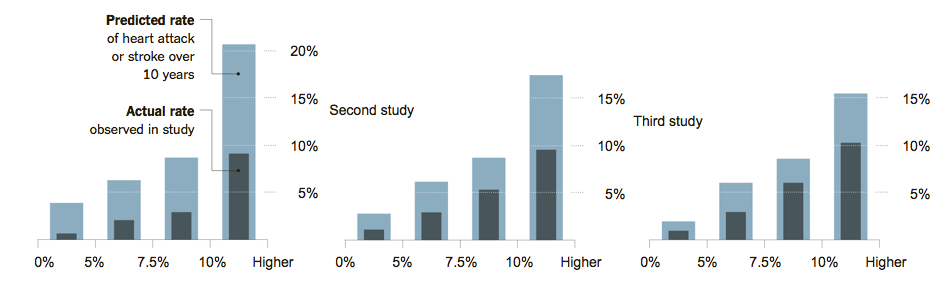 Predicted rate
of heart attack
or stroke over
10 years
Actual rate
observed in study
20%
15%
10%
5%
0% 5% 7.5% 10% Higher
Second study
15%
10%
5%
0% 5% 7.5% 10% Higher
Third study
15%
10%
5%
0% 5% 7.5% 10% Higher